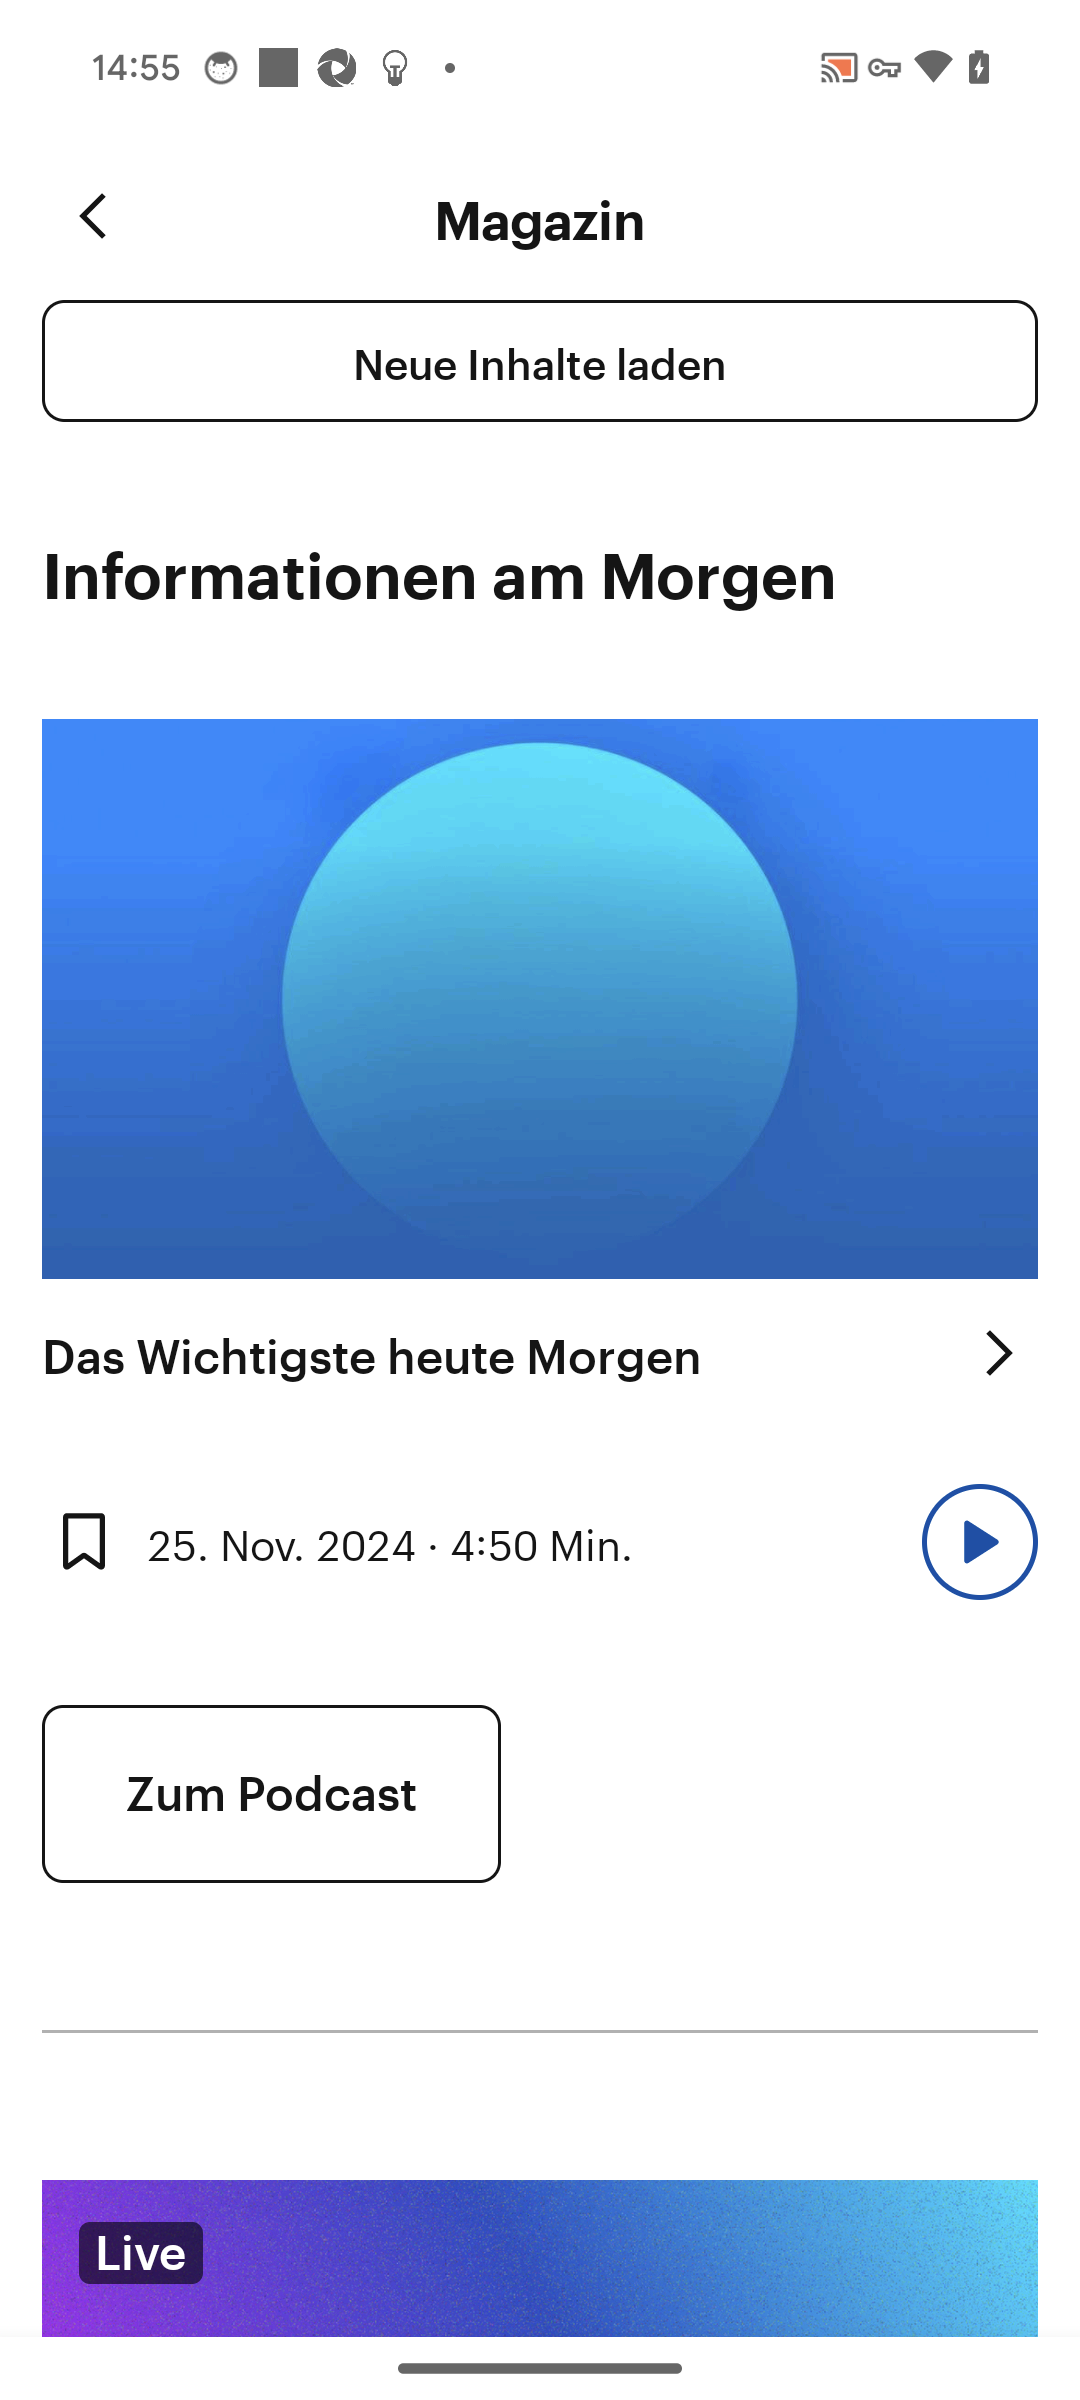 14:55
Magazin
Neue Inhalte laden
Informationen am Morgen
Das Wichtigste heute Morgen
25. Nov. 2024 · 4:50 Min.
Zum Podcast
Live